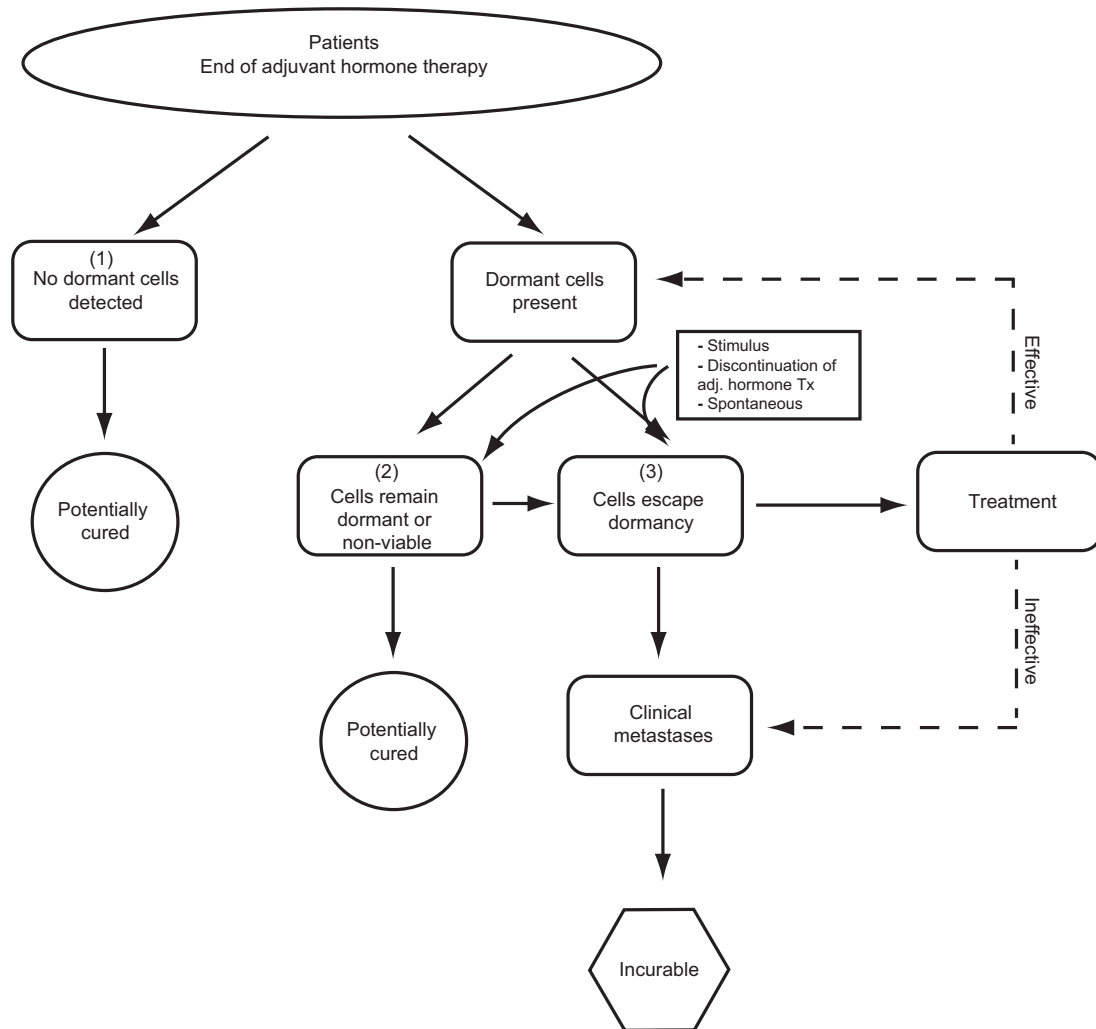 Patients
End of adjuvant hormone therapy
(1)
No dormant cells
detected
Dormant cells
present
- Stimulus
- Discontinuation of
adj. hormone Tx
- Spontaneous
Effective
Potentially
cured
(2)
Cells remain
dormant or
non-viable
(3)
Cells escape
dormancy
Treatment
Ineffective
Potentially
cured
Clinical
metastases
Incurable